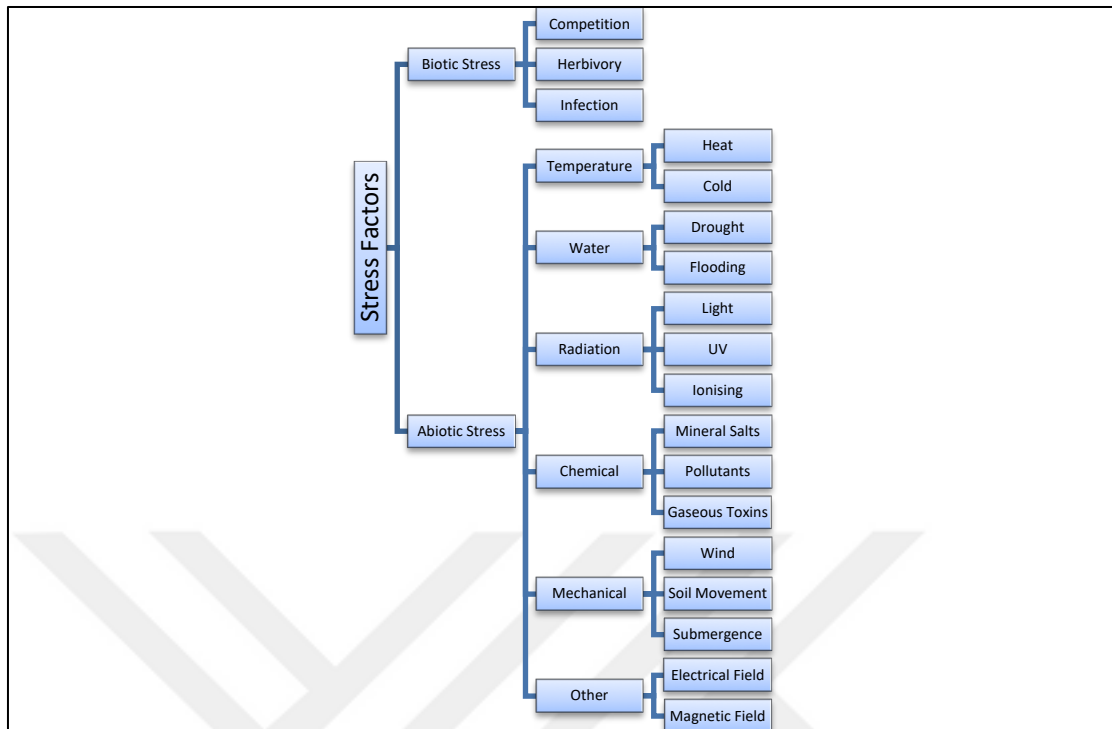 Stress Factors
Biotic Stress
Competition
Herbivory
Infection
Abiotic Stress
Temperature
Heat
Cold
Water
Drought
Flooding
Radiation
Light
UV
Ionising
Chemical
Mineral Salts
Pollutants
Gaseous Toxins
Mechanical
Wind
Soil Movement
Submergence
Other
Electrical Field
Magnetic Field